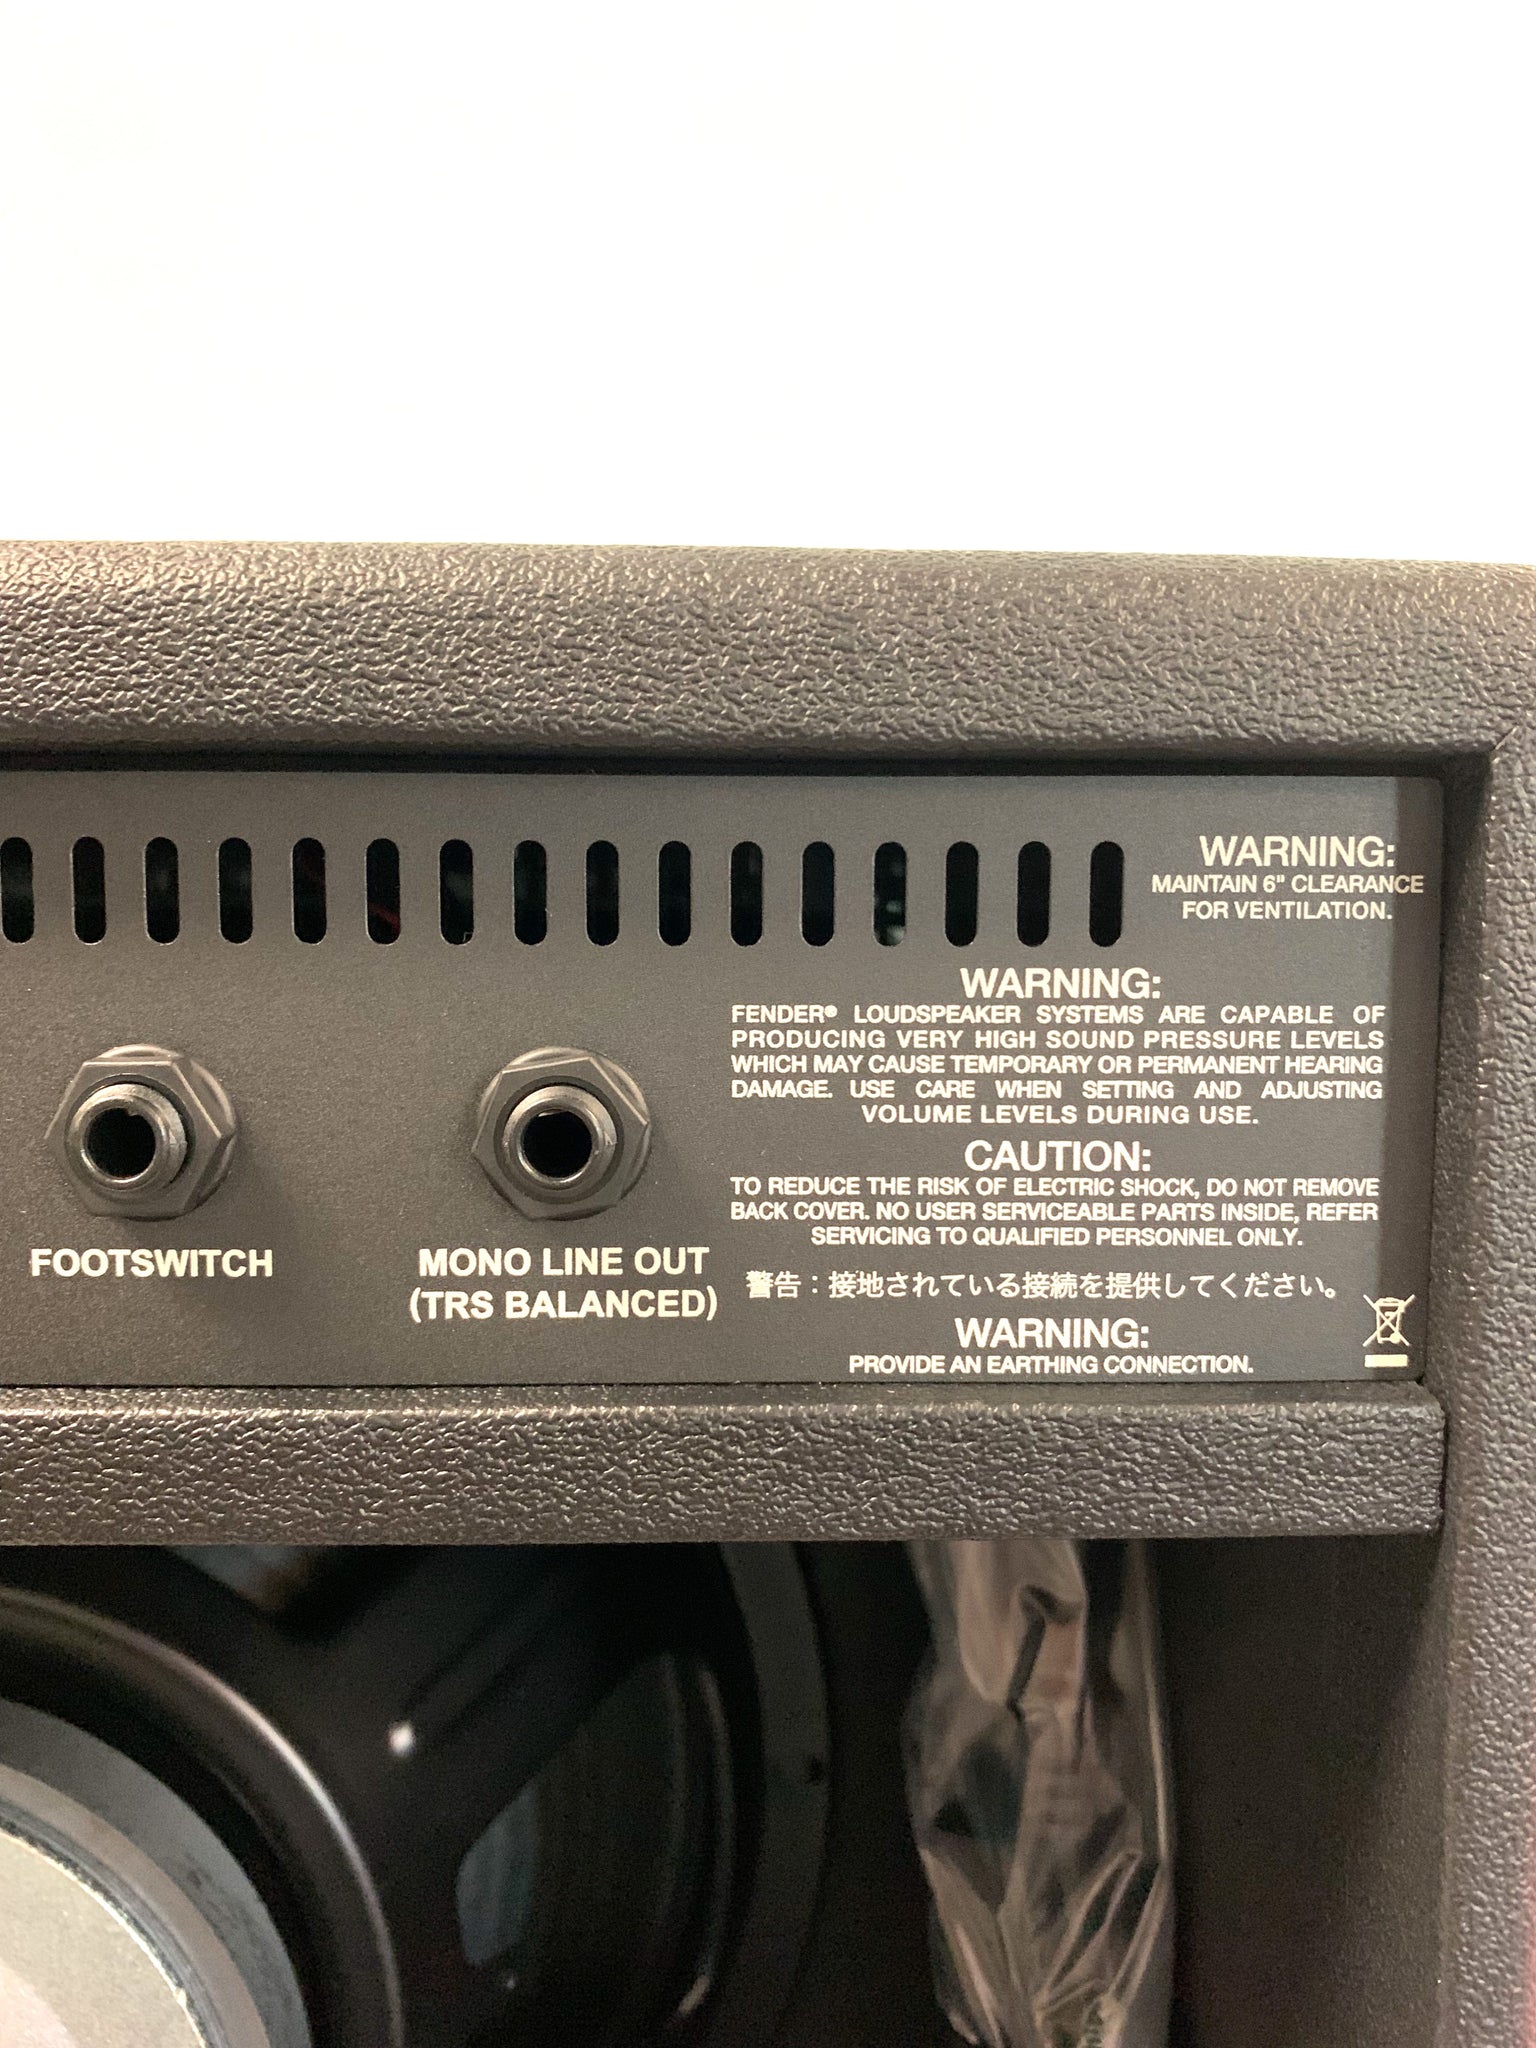 WARNING:
MAINTAIN 6" CLEARANCE
FOR VENTILATION.
WARNING:
FENDER® LOUDSPEAKER SYSTEMS ARE CAPABLE OF
PRODUCING VERY HIGH SOUND PRESSURE LEVELS
WHICH MAY CAUSE TEMPORARY OR PERMANENT HEARING
DAMAGE. USE CARE WHEN SETTING AND ADJUSTING
VOLUME LEVELS DURING USE.
CAUTION:
TO REDUCE THE RISK OF ELECTRIC SHOCK, DO NOT REMOVE
BACK COVER. NO USER SERVICEABLE PARTS INSIDE, REFER
SERVICING TO QUALIFIED PERSONNEL ONLY.
警告：接地されている接続を提供してください。
WARNING:
PROVIDE AN EARTHING CONNECTION.
FOOTSWITCH
MONO LINE OUT
(TRS BALANCED)